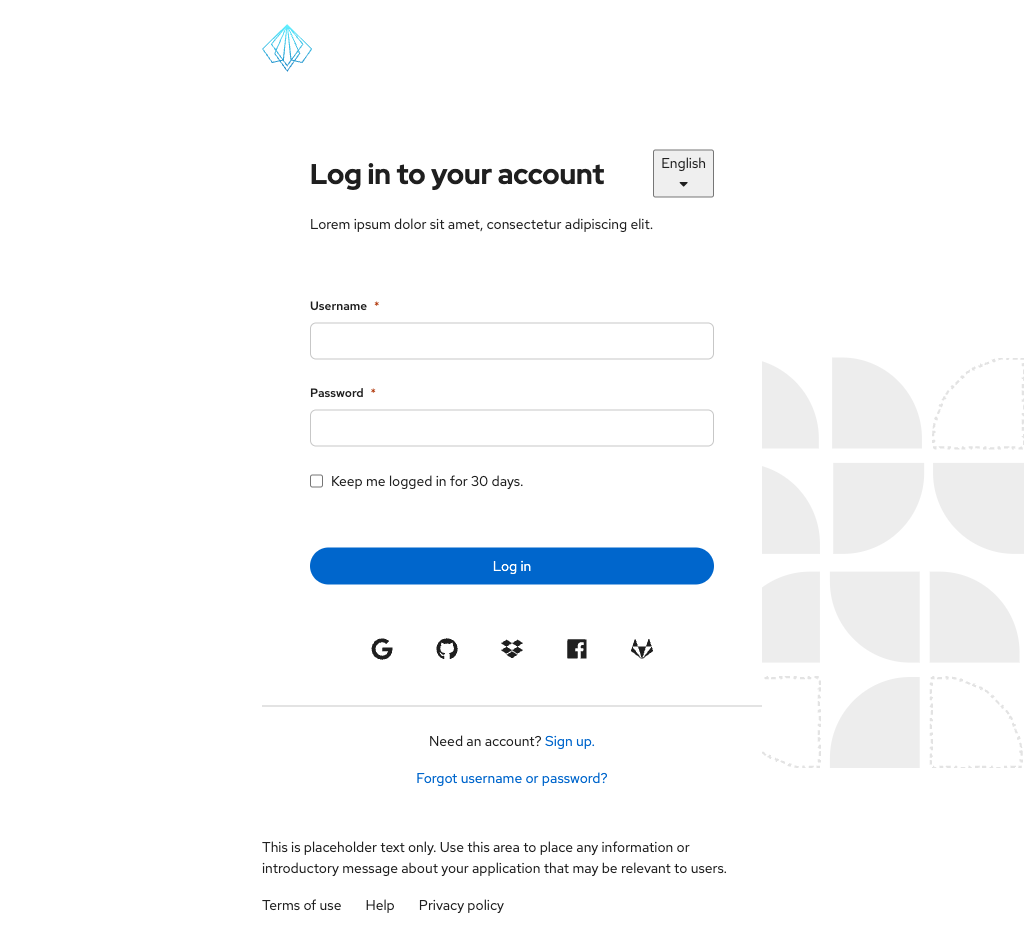 Log in to your account
English
Lorem ipsum dolor sit amet, consectetur adipiscing elit.
Username *
Password *
Keep me logged in for 30 days.
Log in
Need an account? Sign up.
Forgot username or password?
This is placeholder text only. Use this area to place any information or
introductory message about your application that may be relevant to users.
Terms of use Help Privacy policy